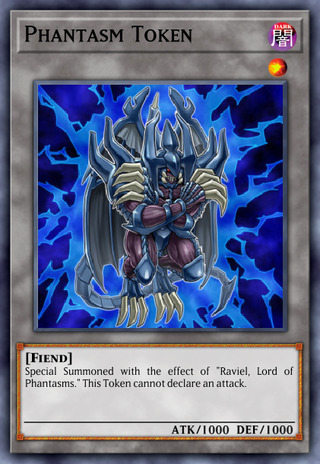 Phantasm Token
DARK
闇
[Fiend]
Special Summoned with the effect of "Raviel, Lord of
Phantasms." This Token cannot declare an attack.
ATK/1000 DEF/1000